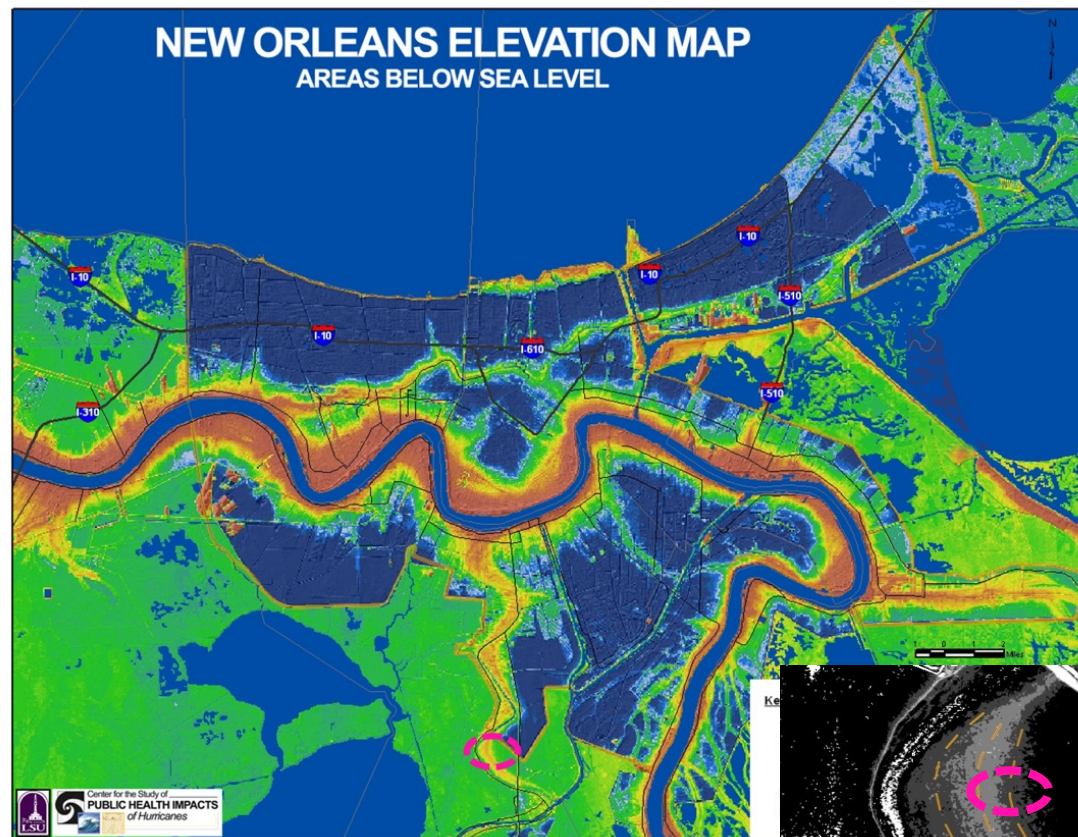 NEW ORLEANS ELEVATION MAP
AREAS BELOW SEA LEVEL
N
I-10
I-10
I-10
I-10
I-510
I-610
I-510
I-310
1 0 1 2
Miles
Ke
LSU
Center for the Study of
PUBLIC HEALTH IMPACTS
of Hurricanes